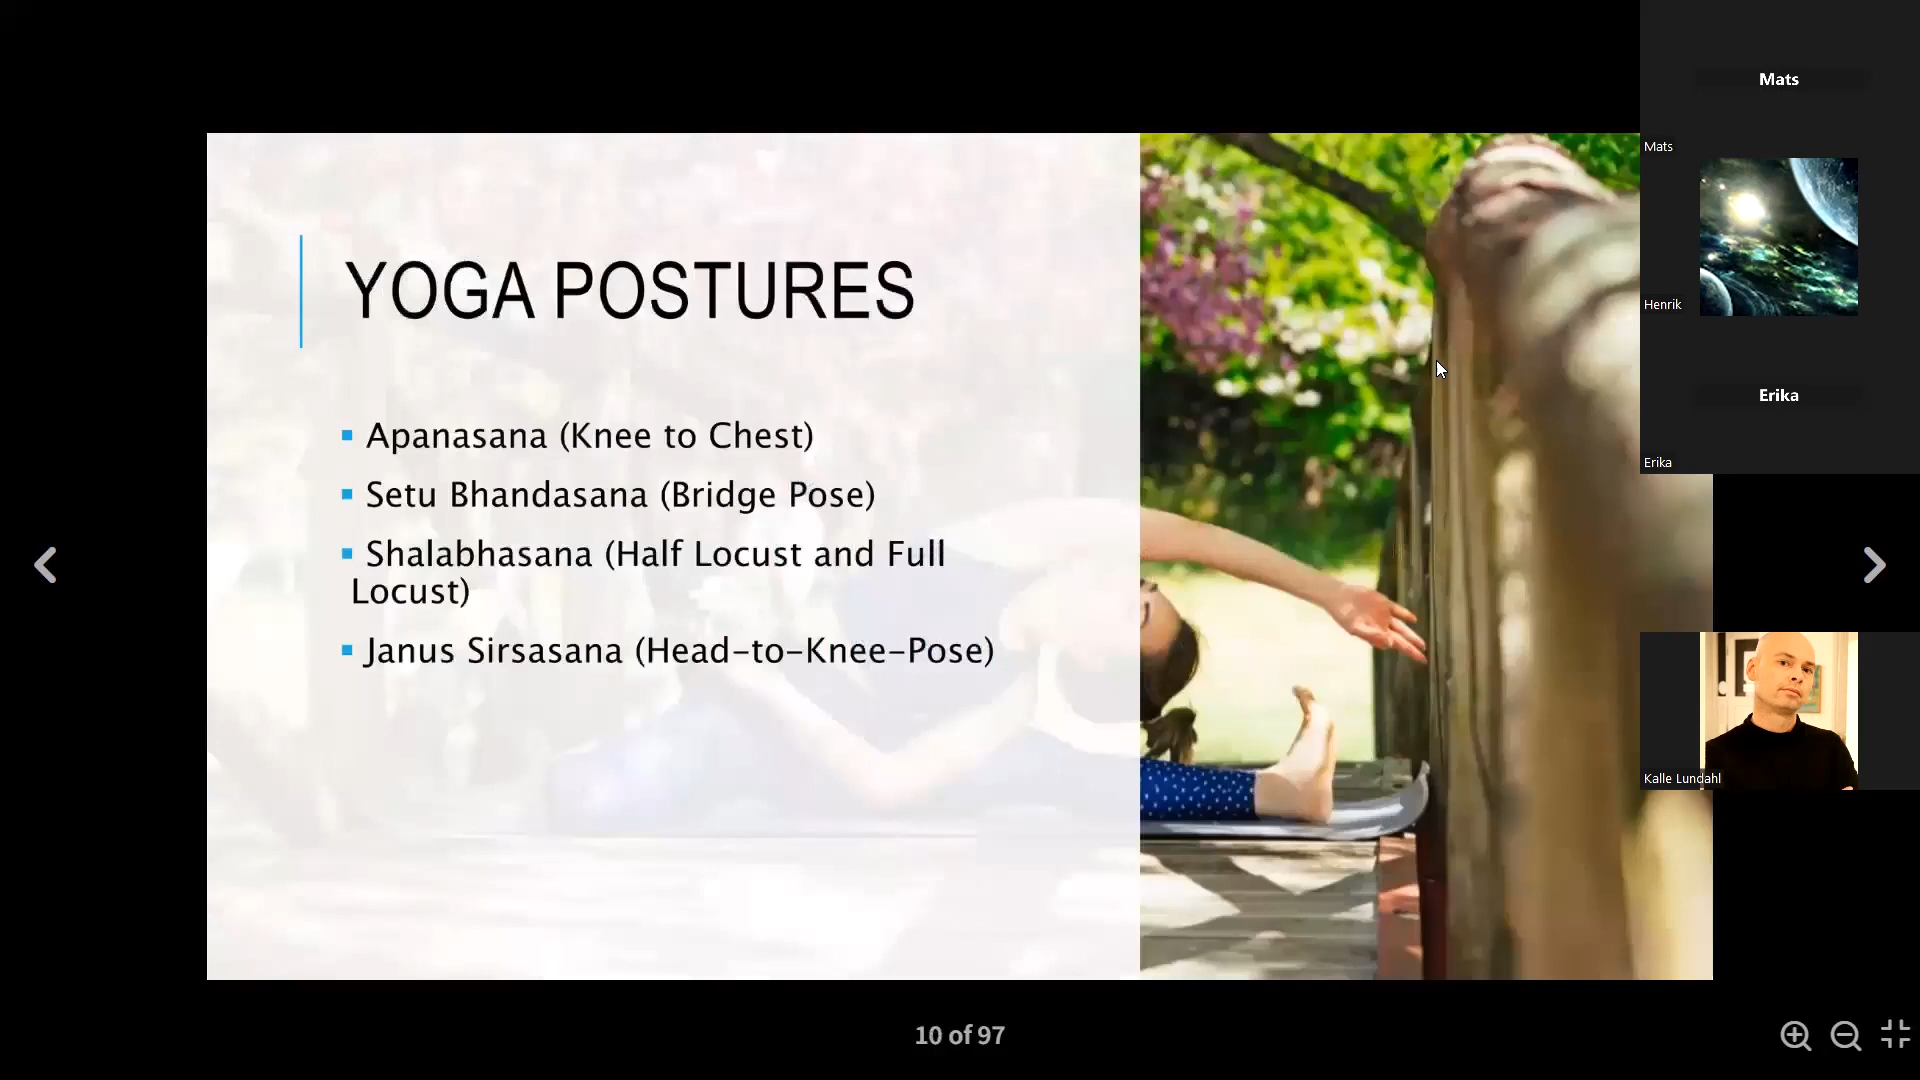 YOGA POSTURES
Apanasana (Knee to Chest)
Setu Bhandasana (Bridge Pose)
Shalabhasana (Half Locust and Full
Locust)
Janus Sirsasana (Head-to-Knee-Pose)
10 of 97
Mats
Mats
Henrik
Erika
Erika
Kalle Lundahl